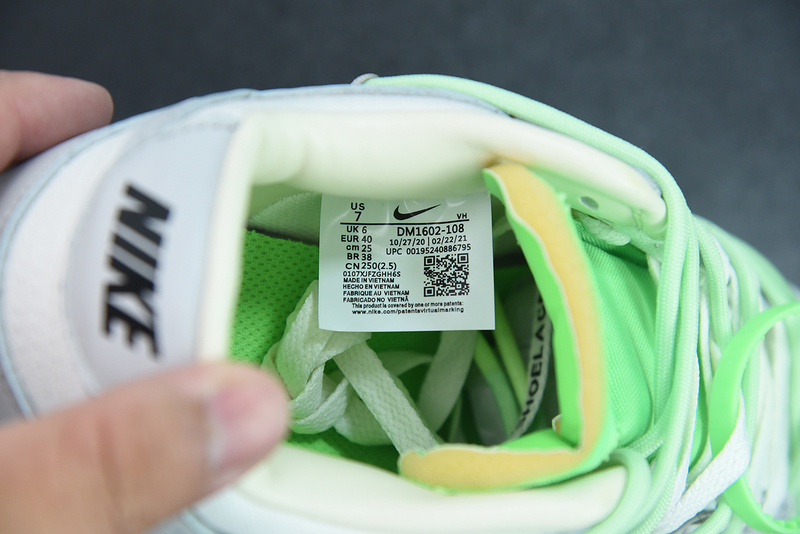 NIKE
US
7
VH
UK 6
DM1602-108
EUR 40
10/27/20 | 02/22/21
cm 25
UPC 00195240886795
BR 38
CN 250(2.5)
0107XJFZGHH6S
MADE IN VIETNAM
HECHO EN VIETNAM
FABRIQUE AU VIETNAM
FABRICADO NO VIETNÃ
This product is covered by one or more patents:
www.nike.com/patentsvirtualmarking
SHOELACES